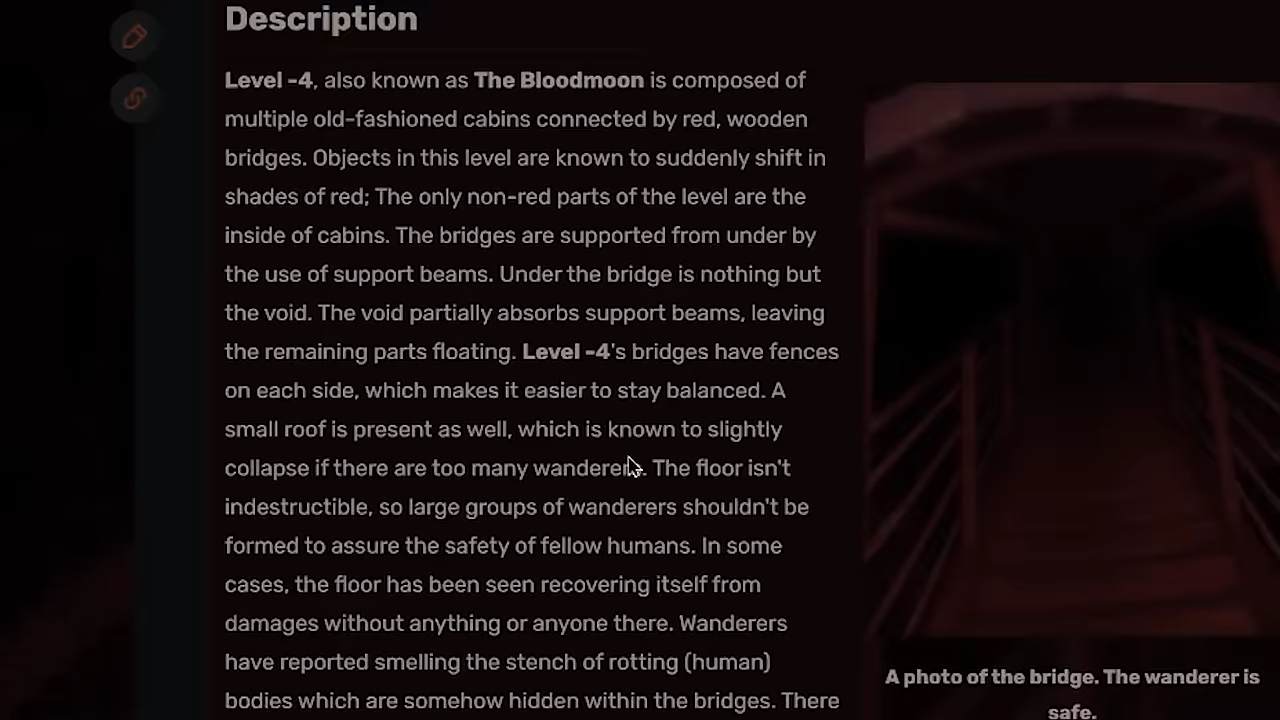 Description
Level -4, also known as The Bloodmoon is composed of
multiple old-fashioned cabins connected by red, wooden
bridges. Objects in this level are known to suddenly shift in
shades of red; The only non-red parts of the level are the
inside of cabins. The bridges are supported from under by
the use of support beams. Under the bridge is nothing but
the void. The void partially absorbs support beams, leaving
the remaining parts floating. Level -4's bridges have fences
on each side, which makes it easier to stay balanced. A
small roof is present as well, which is known to slightly
collapse if there are too many wanderers. The floor isn't
indestructible, so large groups of wanderers shouldn't be
formed to assure the safety of fellow humans. In some
cases, the floor has been seen recovering itself from
damages without anything or anyone there. Wanderers
have reported smelling the stench of rotting (human)
bodies which are somehow hidden within the bridges. There
A photo of the bridge. The wanderer is
safe.